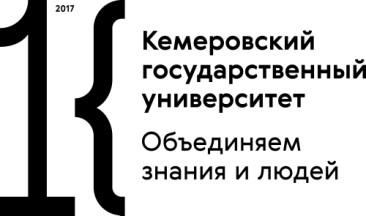 2017
Кемеровский
государственный
университет
Объединяем
знания и людей